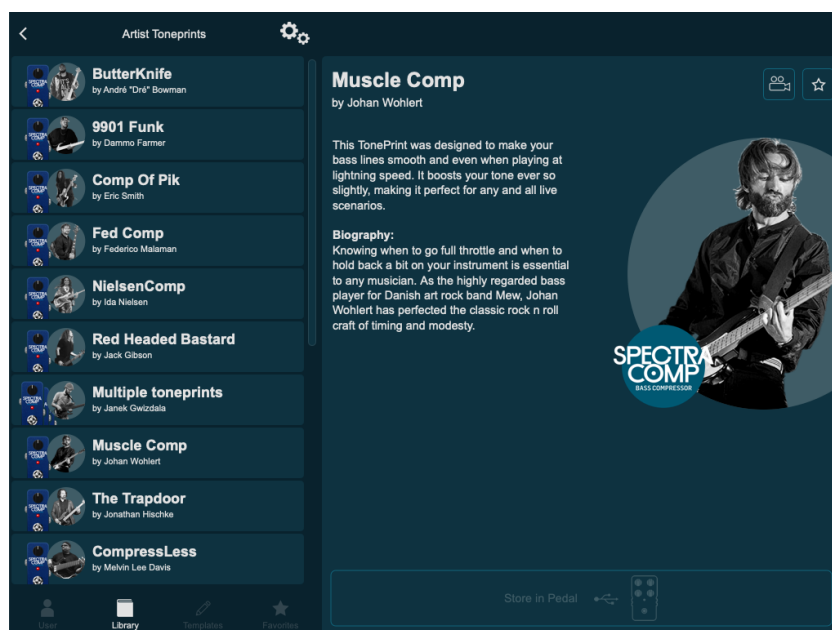 Artist Toneprints
ButterKnife
by André "Dré" Bowman
9901 Funk
by Dammo Farmer
Comp Of Pik
by Eric Smith
Fed Comp
by Federico Malaman
NielsenComp
by Ida Nielsen
Red Headed Bastard
by Jack Gibson
Multiple toneprints
by Janek Gwizdala
Muscle Comp
by Johan Wohlert
The Trapdoor
by Jonathan Hischke
CompressLess
by Melvin Lee Davis
User
Library
Templates
Favorites
Muscle Comp
by Johan Wohlert
This TonePrint was designed to make your
bass lines smooth and even when playing at
lightning speed. It boosts your tone ever so
slightly, making it perfect for any and all live
scenarios.
Biography:
Knowing when to go full throttle and when to
hold back a bit on your instrument is essential
to any musician. As the highly regarded bass
player for Danish art rock band Mew, Johan
Wohlert has perfected the classic rock n roll
craft of timing and modesty.
SPECTRA
COMP
BASS COMPRESSOR
Store in Pedal